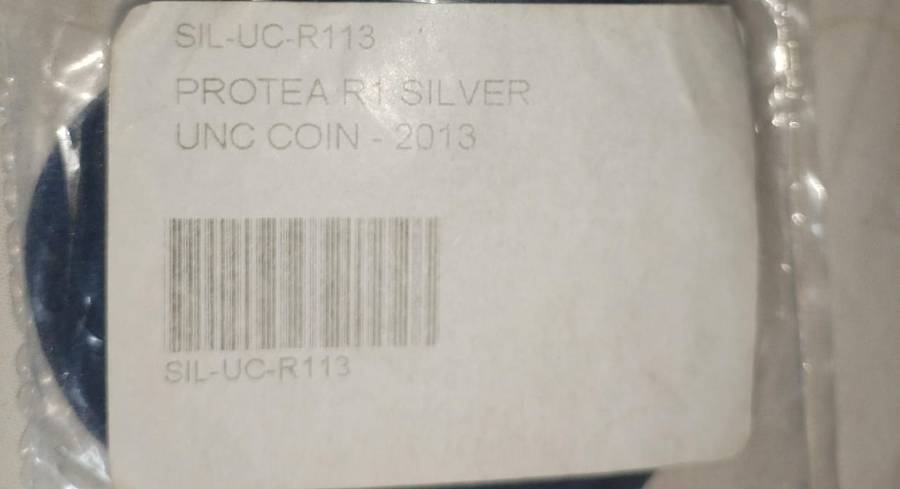 SIL-UC-R113
PROTEA R1 SILVER
UNC COIN - 2013
SIL-UC-R113